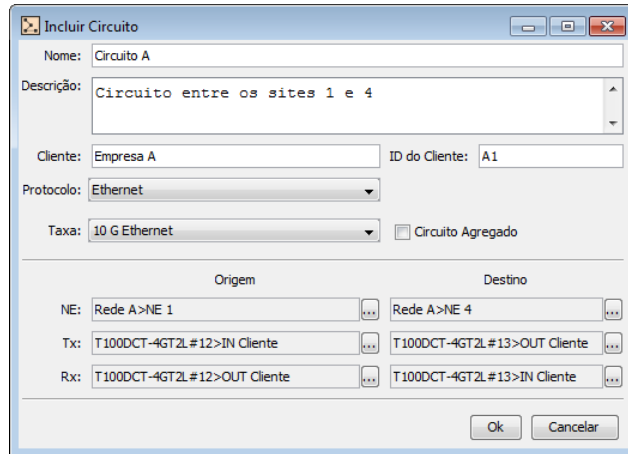 Incluir Circuito
Nome: Circuito A
Descrição: Circuito entre os sites 1 e 4
Cliente: Empresa A ID do Cliente: A1
Protocolo: Ethernet
Taxa: 10 G Ethernet Circuito Agregado
Origem Destino
NE: Rede A>NE 1 ... Rede A>NE 4 ...
Tx: T100DCT-4GT2L#12>IN Cliente ... T100DCT-4GT2L#13>OUT Cliente ...
Rx: T100DCT-4GT2L#12>OUT Cliente ... T100DCT-4GT2L#13>IN Cliente ...
Ok Cancelar